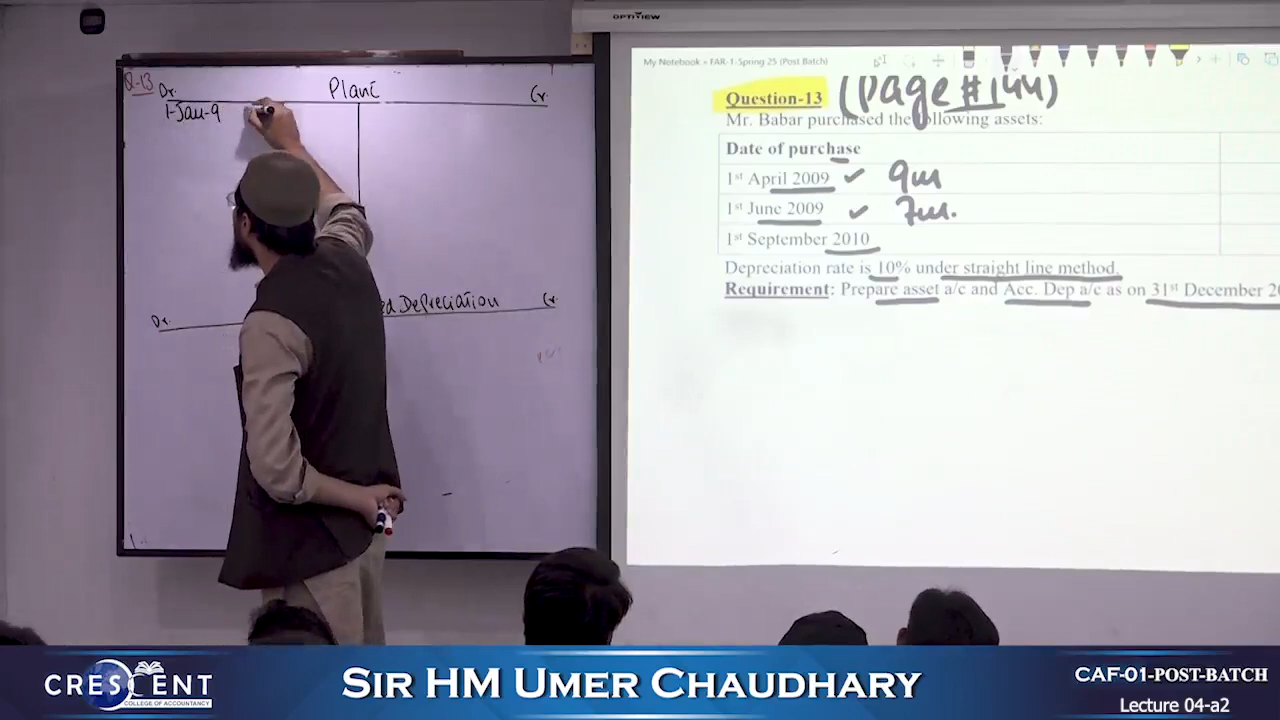 OPTIVIEW
Q-13
Dr.
Plant
Cr.
1-Jan-9
ed Depreciation
Cr.
Dr.
My Notebook » FAR-1-Spring 25 (Post Batch)
Question-13 (Page # 144)
Mr. Babar purchased the following assets:
Date of purchase
1st April 2009 ✓ 9m
1st June 2009 ✓ 7m.
1st September 2010
Depreciation rate is 10% under straight line method.
Requirement: Prepare asset a/c and Acc. Dep a/c as on 31st December 20
CRESCENT
COLLEGE OF ACCOUNTANCY
SIR HM UMER CHAUDHARY
CAF-01-POST-BATCH
Lecture 04-a2